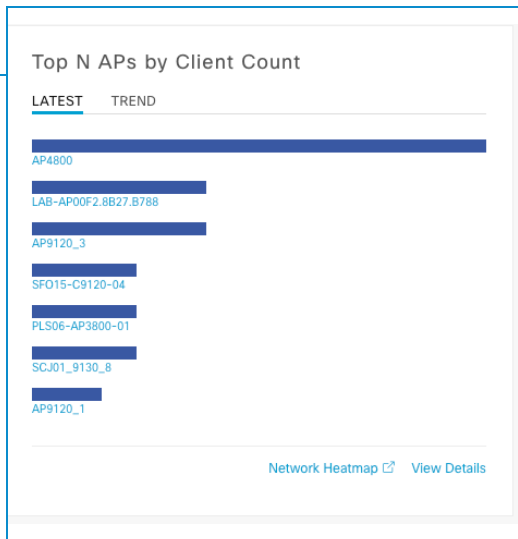 Top N APs by Client Count
LATEST TREND
AP4800
LAB-AP00F2.8B27.B788
AP9120_3
SFO15-C9120-04
PLS06-AP3800-01
SCJ01_9130_8
AP9120_1
Network Heatmap View Details